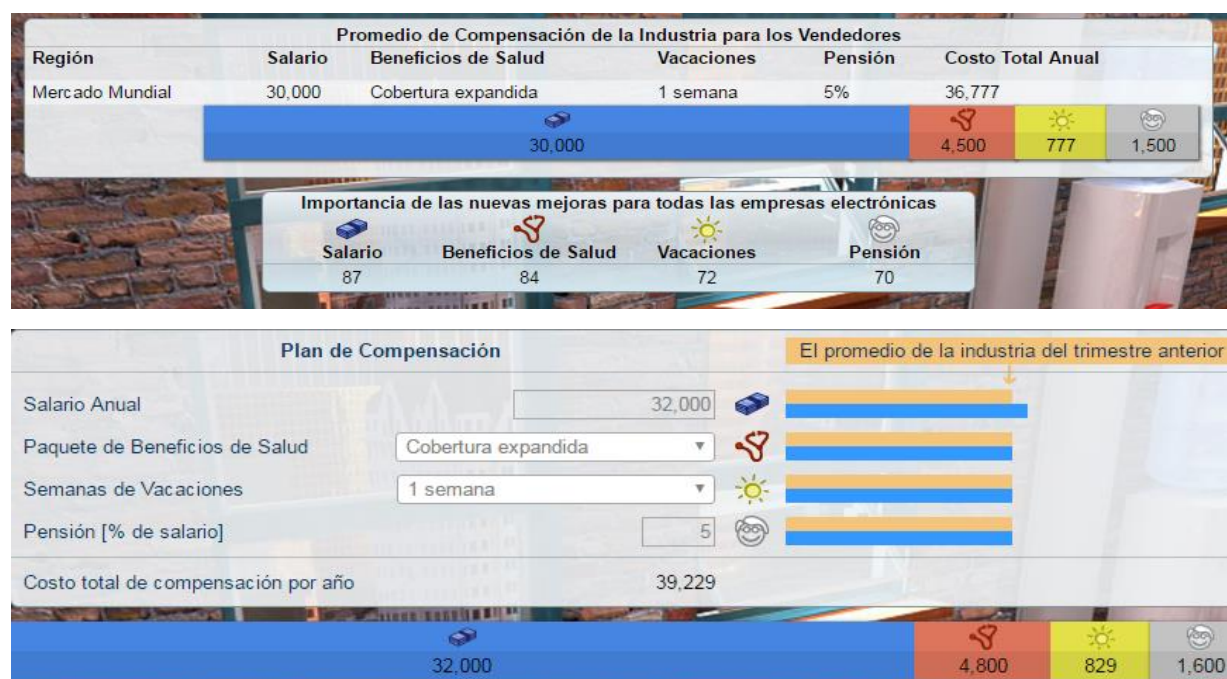 Promedio de Compensación de la Industria para los Vendedores
Región Salario Beneficios de Salud Vacaciones Pensión Costo Total Anual
Mercado Mundial 30,000 Cobertura expandida 1 semana 5% 36,777
30,000 4,500 777 1,500
Importancia de las nuevas mejoras para todas las empresas electrónicas
Salario Beneficios de Salud Vacaciones Pensión
87 84 72 70
Plan de Compensación El promedio de la industria del trimestre anterior
Salario Anual 32,000
Paquete de Beneficios de Salud Cobertura expandida
Semanas de Vacaciones 1 semana
Pensión [% de salario] 5
Costo total de compensación por año 39,229
32,000 4,800 829 1,600